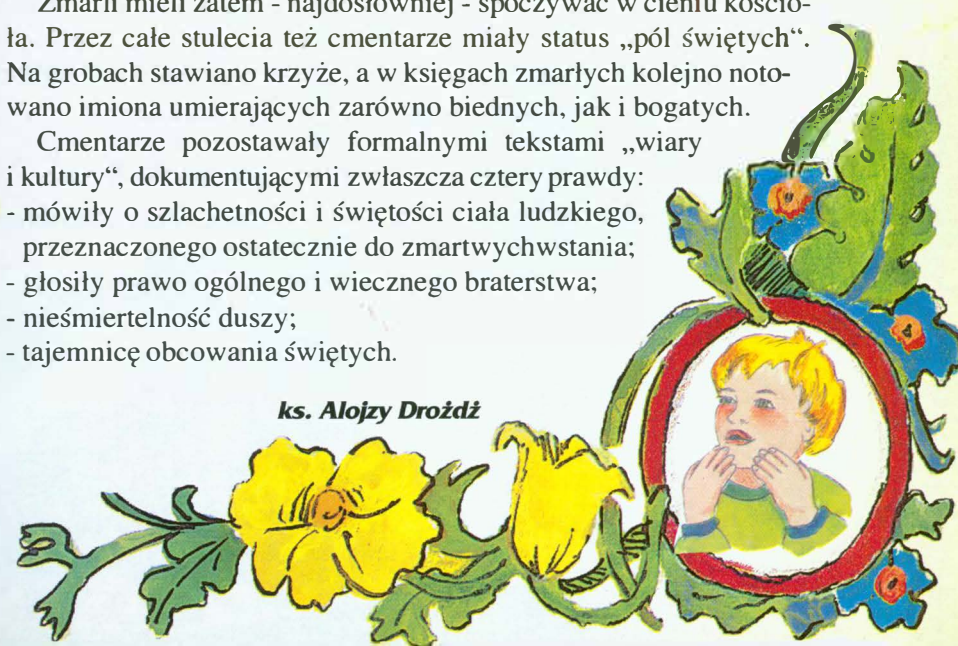 Zmarli mieli zatem - najdosłowniej - spoczywać w cieniu kościo-
ła. Przez całe stulecia też cmentarze miały status „pól świętych“.
Na grobach stawiano krzyże, a w księgach zmarłych kolejno noto-
wano imiona umierających zarówno biednych, jak i bogatych.
Cmentarze pozostawały formalnymi tekstami „wiary
i kultury“, dokumentującymi zwłaszcza cztery prawdy:
- mówiły o szlachetności i świętości ciała ludzkiego,
przeznaczonego ostatecznie do zmartwychwstania;
- głosiły prawo ogólnego i wiecznego braterstwa;
- nieśmiertelność duszy;
- tajemnicę obcowania świętych.
ks. Alojzy Drożdż